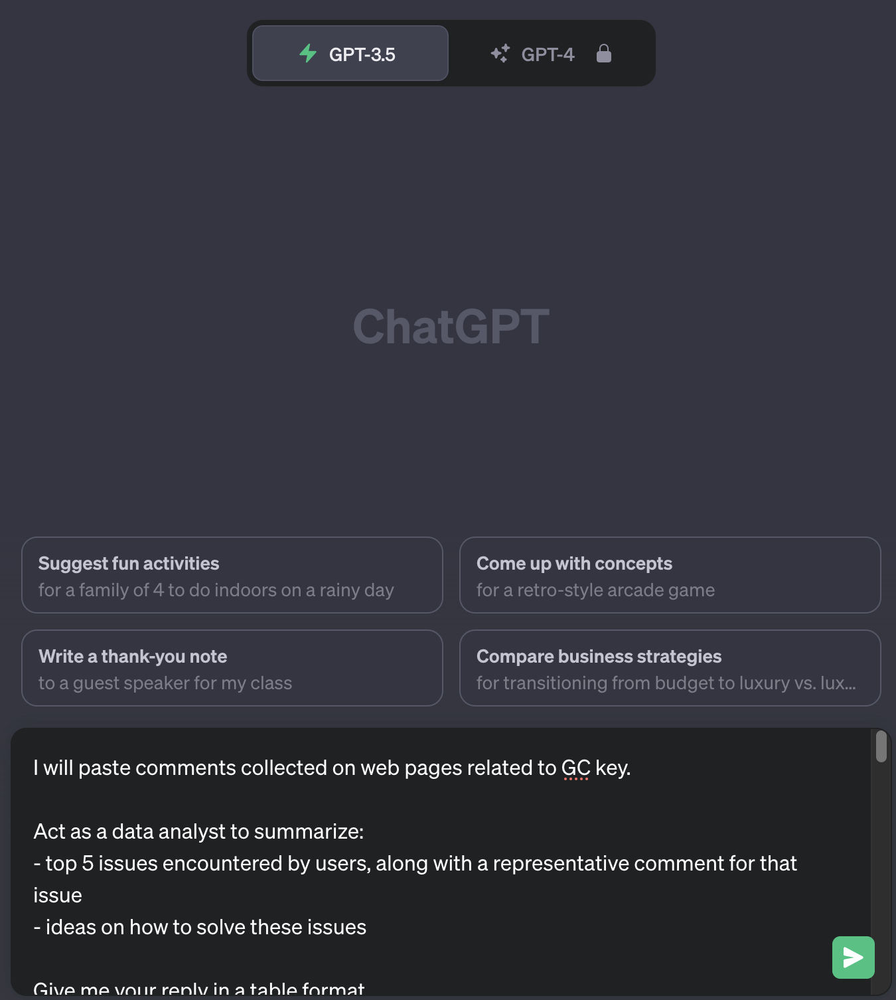 GPT-3.5
GPT-4
ChatGPT
Suggest fun activities
for a family of 4 to do indoors on a rainy day
Come up with concepts
for a retro-style arcade game
Write a thank-you note
to a guest speaker for my class
Compare business strategies
for transitioning from budget to luxury vs. lux...
I will paste comments collected on web pages related to GC key.
Act as a data analyst to summarize:
- top 5 issues encountered by users, along with a representative comment for that
issue
- ideas on how to solve these issues
Give me your reply in a table format